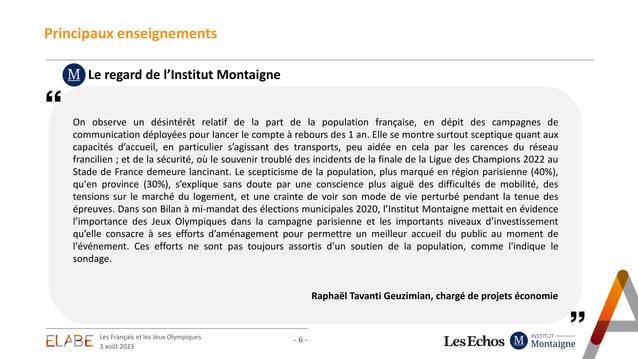 Principaux enseignements
M Le regard de l’Institut Montaigne
“
On observe un désintérêt relatif de la part de la population française, en dépit des campagnes de
communication déployées pour lancer le compte à rebours des 1 an. Elle se montre surtout sceptique quant aux
capacités d’accueil, en particulier s’agissant des transports, peu aidée en cela par les carences du réseau
francilien ; et de la sécurité, où le souvenir troublé des incidents de la finale de la Ligue des Champions 2022 au
Stade de France demeure lancinant. Le scepticisme de la population, plus marqué en région parisienne (40%),
qu'en province (30%), s’explique sans doute par une conscience plus aiguë des difficultés de mobilité, des
tensions sur le marché du logement, et une crainte de voir son mode de vie perturbé pendant la tenue des
épreuves. Dans son Bilan à mi-mandat des élections municipales 2020, l’Institut Montaigne mettait en évidence
l’importance des Jeux Olympiques dans la campagne parisienne et les importants niveaux d’investissement
qu’elle consacre à ses efforts d’aménagement pour permettre un meilleur accueil du public au moment de
l'événement. Ces efforts ne sont pas toujours assortis d'un soutien de la population, comme l'indique le
sondage.
Raphaël Tavanti Geuzimian, chargé de projets économie
”
ELABE
Les Français et les Jeux Olympiques
3 août 2023
- 6 -
Les Echos
M INSTITUT
Montaigne